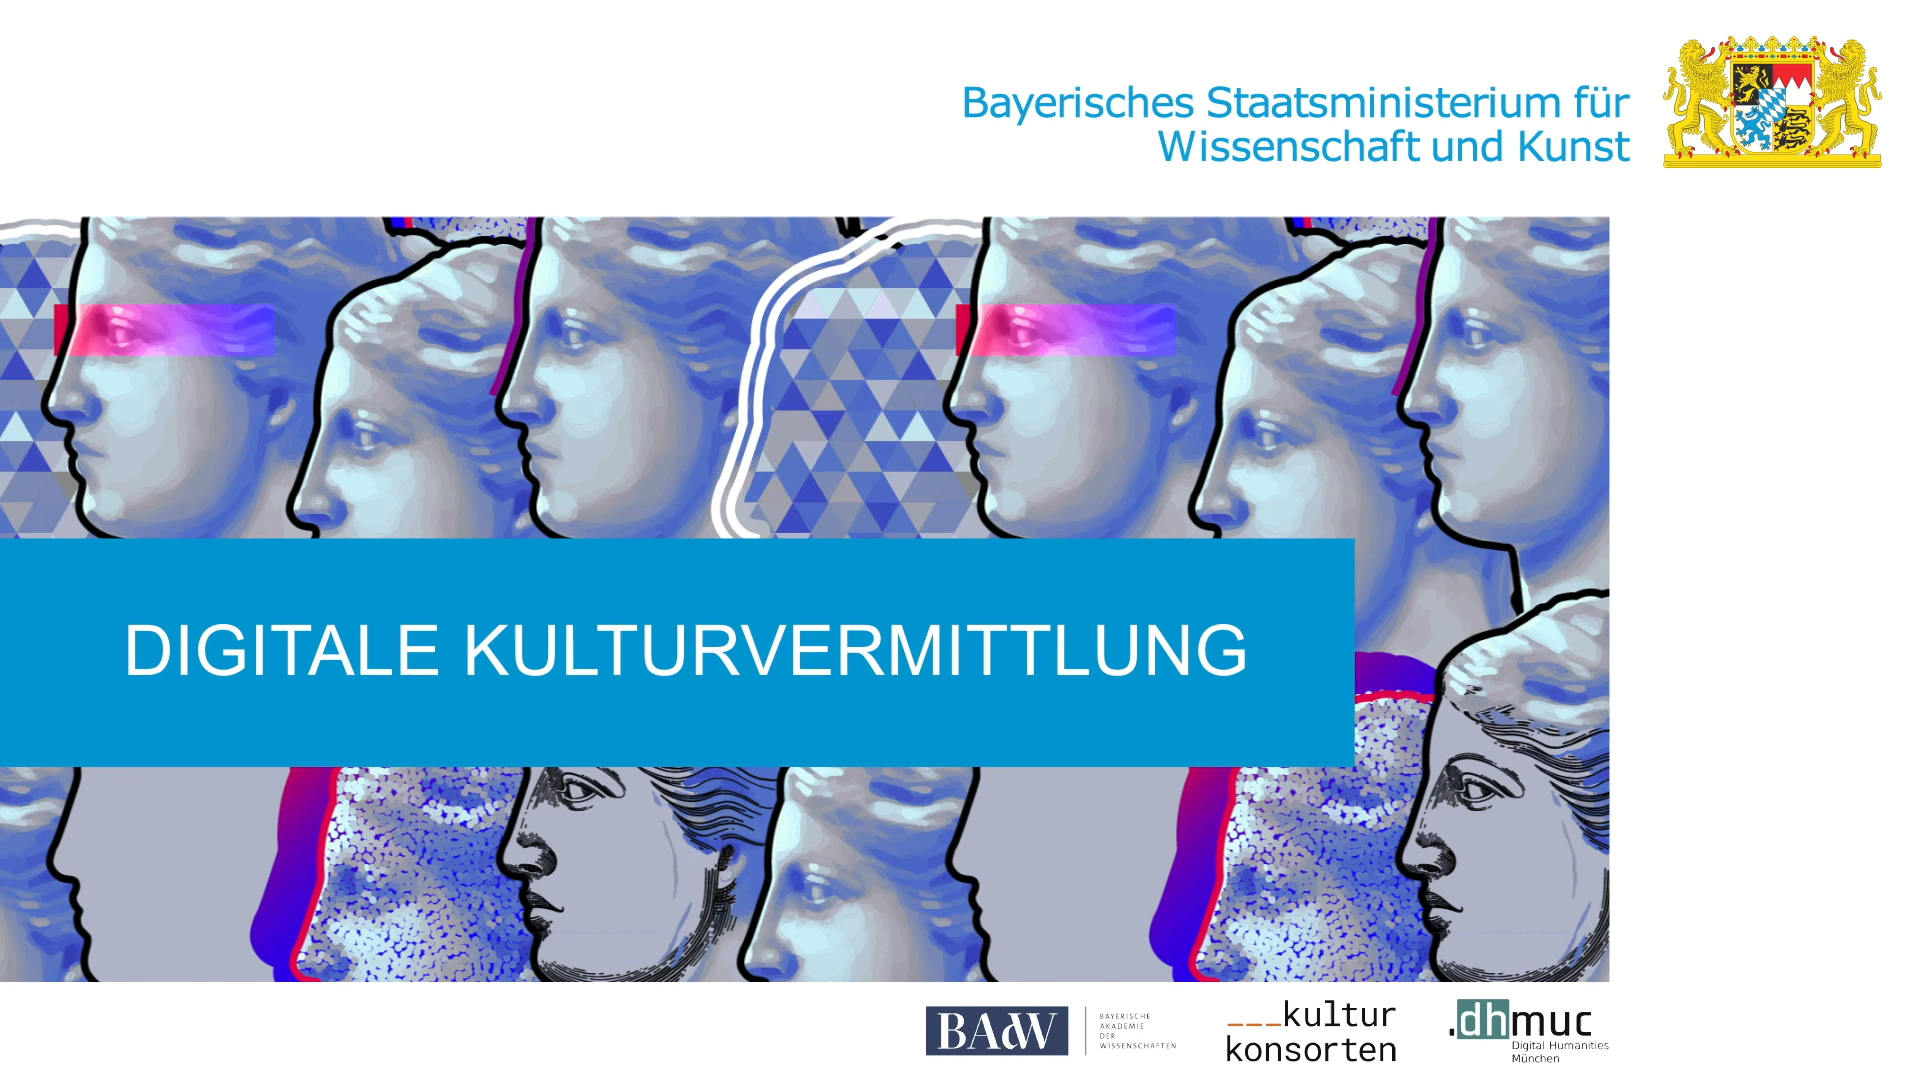 Bayerisches Staatsministerium für
Wissenschaft und Kunst
DIGITALE KULTURVERMITTLUNG
BAdW
BAYERISCHE
AKADEMIE
DER
WISSENSCHAFTEN
___kultur
konsorten
.dhmuc
Digital Humanities
München